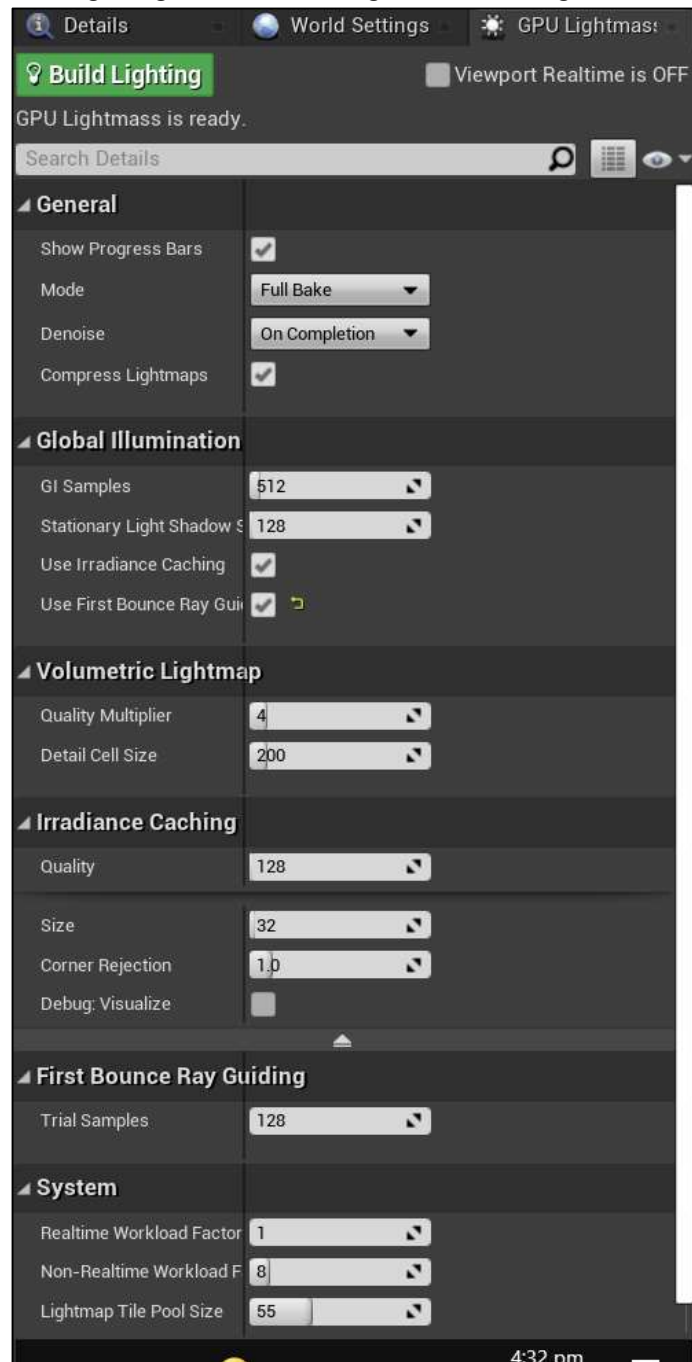 Details World Settings GPU Lightmass
Build Lighting Viewport Realtime is OFF
GPU Lightmass is ready.
Search Details
General
Show Progress Bars
Mode Full Bake
Denoise On Completion
Compress Lightmaps
Global Illumination
GI Samples 512
Stationary Light Shadow S 128
Use Irradiance Caching
Use First Bounce Ray Gui
Volumetric Lightmap
Quality Multiplier 4
Detail Cell Size 200
Irradiance Caching
Quality 128
Size 32
Corner Rejection 1.0
Debug: Visualize
First Bounce Ray Guiding
Trial Samples 128
System
Realtime Workload Factor 1
Non-Realtime Workload F 8
Lightmap Tile Pool Size 55
4:32 pm